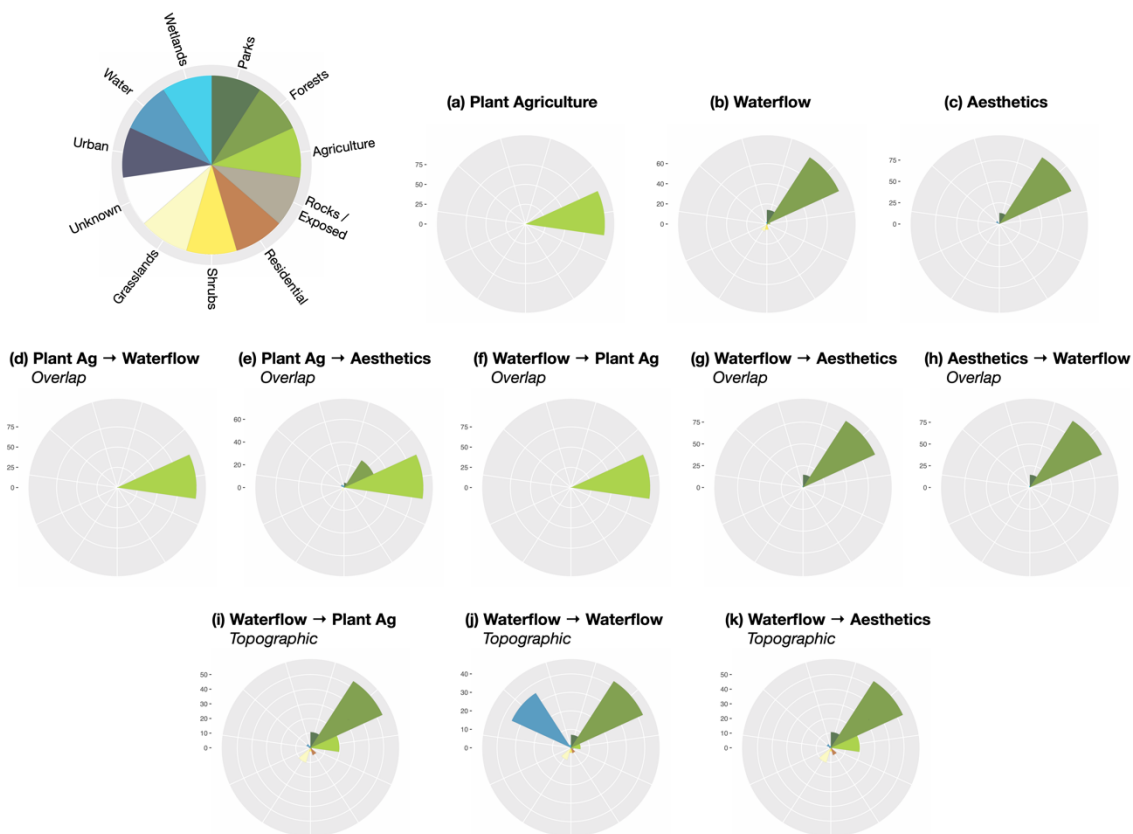 Wetlands
Parks
Water
Forests
Urban
Agriculture
Unknown
Rocks /
Exposed
Grasslands
Shrubs
Residential
(a) Plant Agriculture
75
50
25
0
(b) Waterflow
60
40
20
0
(c) Aesthetics
75
50
25
0
(d) Plant Ag → Waterflow
Overlap
75
50
25
0
(e) Plant Ag → Aesthetics
Overlap
60
40
20
0
(f) Waterflow → Plant Ag
Overlap
75
50
25
0
(g) Waterflow → Aesthetics
Overlap
75
50
25
0
(h) Aesthetics → Waterflow
Overlap
75
50
25
0
(i) Waterflow → Plant Ag
Topographic
50
40
30
20
10
0
(j) Waterflow → Waterflow
Topographic
40
30
20
10
0
(k) Waterflow → Aesthetics
Topographic
50
40
30
20
10
0